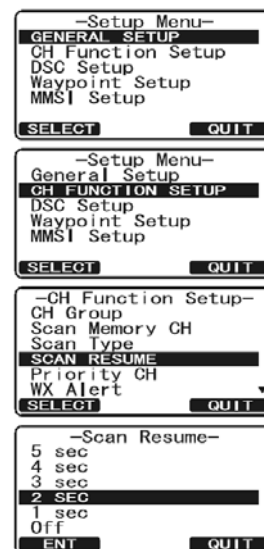 —Setup Menu—
GENERAL SETUP
CH Function Setup
DSC Setup
Waypoint Setup
MMSI Setup
SELECT QUIT
—Setup Menu—
General Setup
CH FUNCTION SETUP
DSC Setup
Waypoint Setup
MMSI Setup
SELECT QUIT
—CH Function Setup—
CH Group
Scan Memory CH
Scan Type
SCAN RESUME
Priority CH
WX Alert
SELECT QUIT
—Scan Resume—
5 sec
4 sec
3 sec
2 SEC
1 sec
Off
ENT QUIT